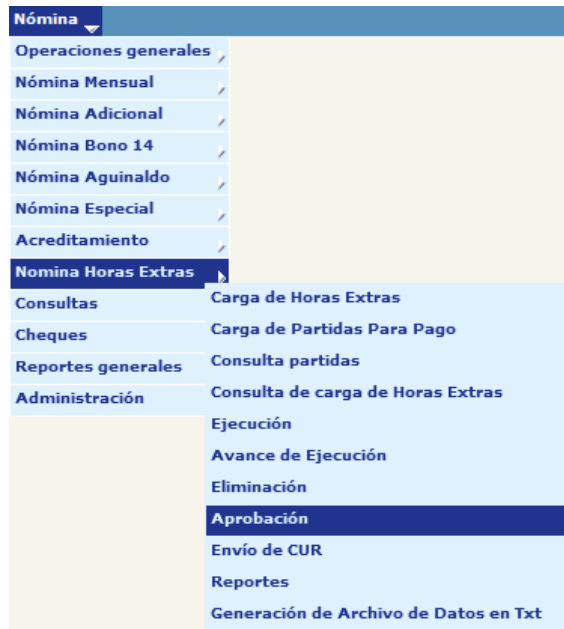 Nómina
Operaciones generales
Nómina Mensual
Nómina Adicional
Nómina Bono 14
Nómina Aguinaldo
Nómina Especial
Acreditamiento
Nomina Horas Extras
Consultas
Cheques
Reportes generales
Administración
Carga de Horas Extras
Carga de Partidas Para Pago
Consulta partidas
Consulta de carga de Horas Extras
Ejecución
Avance de Ejecución
Eliminación
Aprobación
Envío de CUR
Reportes
Generación de Archivo de Datos en Txt